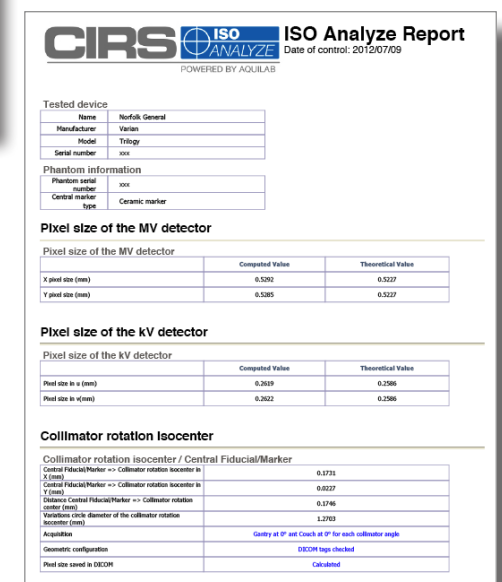 CIRS ISO ANALYZE ISO Analyze Report
Date of control: 2012/07/09
POWERED BY AQUILAB
Tested device
Name Norfolk General
Manufacturer Varian
Model Trilogy
Serial number xxx
Phantom information
Phantom serial
number xxx
Central marker
type Ceramic marker
Pixel size of the MV detector
Pixel size of the MV detector
Computed Value Theoretical Value
X pixel size (mm) 0.5292 0.5227
Y pixel size (mm) 0.5285 0.5227
Pixel size of the kV detector
Pixel size of the kV detector
Computed Value Theoretical Value
Pixel size in u (mm) 0.2619 0.2586
Pixel size in v(mm) 0.2622 0.2586
Collimator rotation isocenter
Collimator rotation isocenter / Central Fiducial/Marker
Central Fiducial/Marker => Collimator rotation isocenter in
X (mm) 0.1731
Central Fiducial/Marker => Collimator rotation isocenter in
Y (mm) 0.0227
Distance Central Fiducial/Marker => Collimator rotation
center (mm) 0.1746
Variations circle diameter of the collimator rotation
isocenter (mm) 1.2703
Acquisition Gantry at 0° ant Couch at 0° for each collimator angle
Geometric configuration DICOM tags checked
Pixel size saved in DICOM Calculated